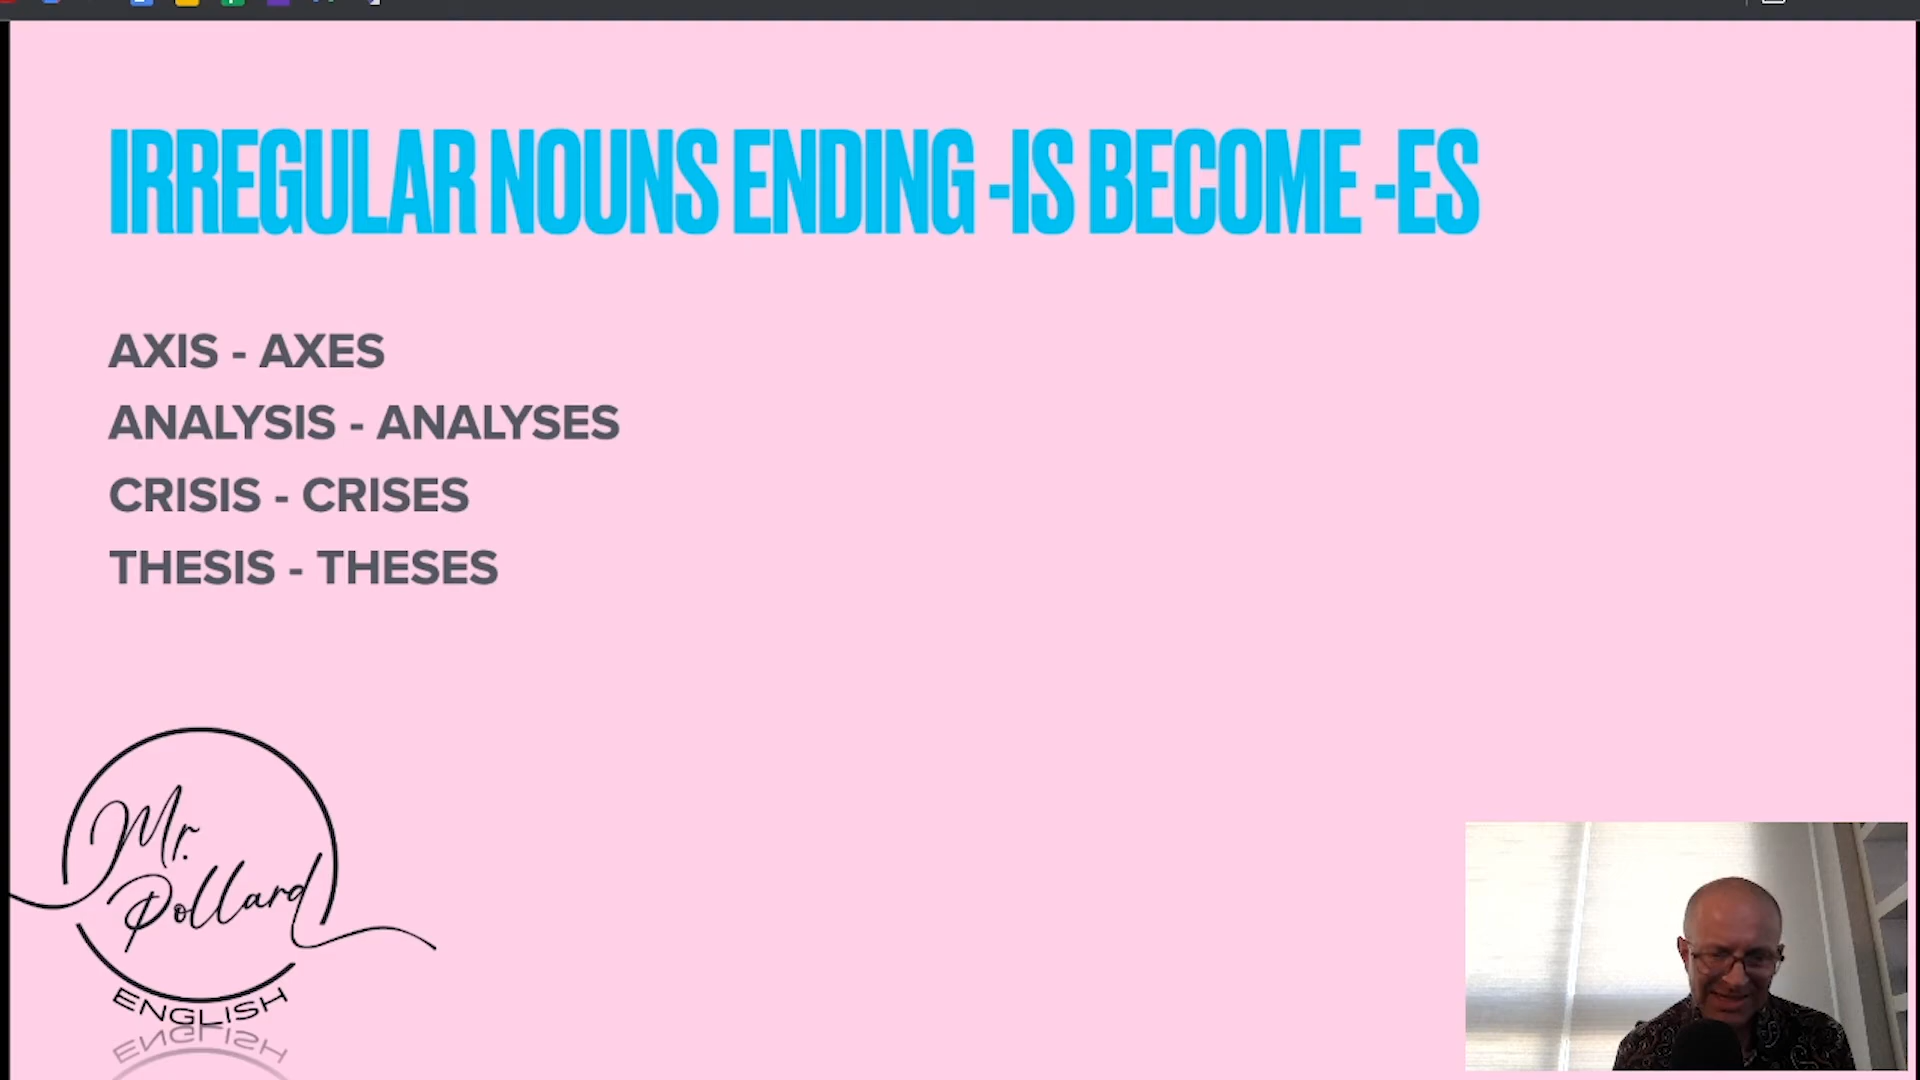 IRREGULAR NOUNS ENDING -IS BECOME -ES
AXIS - AXES
ANALYSIS - ANALYSES
CRISIS - CRISES
THESIS - THESES
Mr.
Pollard
ENGLISH